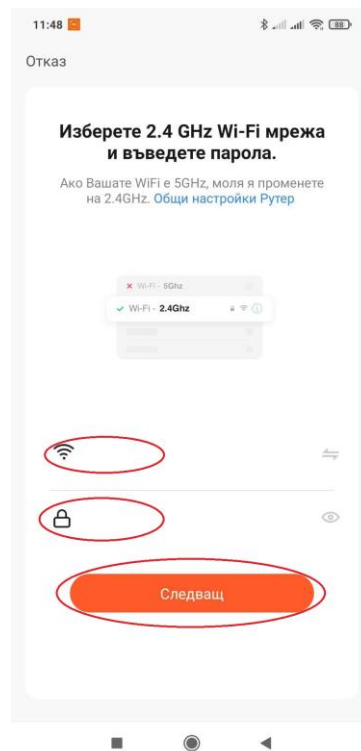 11:48
88
Отказ
Изберете 2.4 GHz Wi-Fi мрежа
и въведете парола.
Ако Вашате WiFi е 5GHz, моля я променете
на 2.4GHz. Общи настройки Рутер
Wi-Fi - 5Ghz
Wi-Fi - 2.4Ghz
Следващ